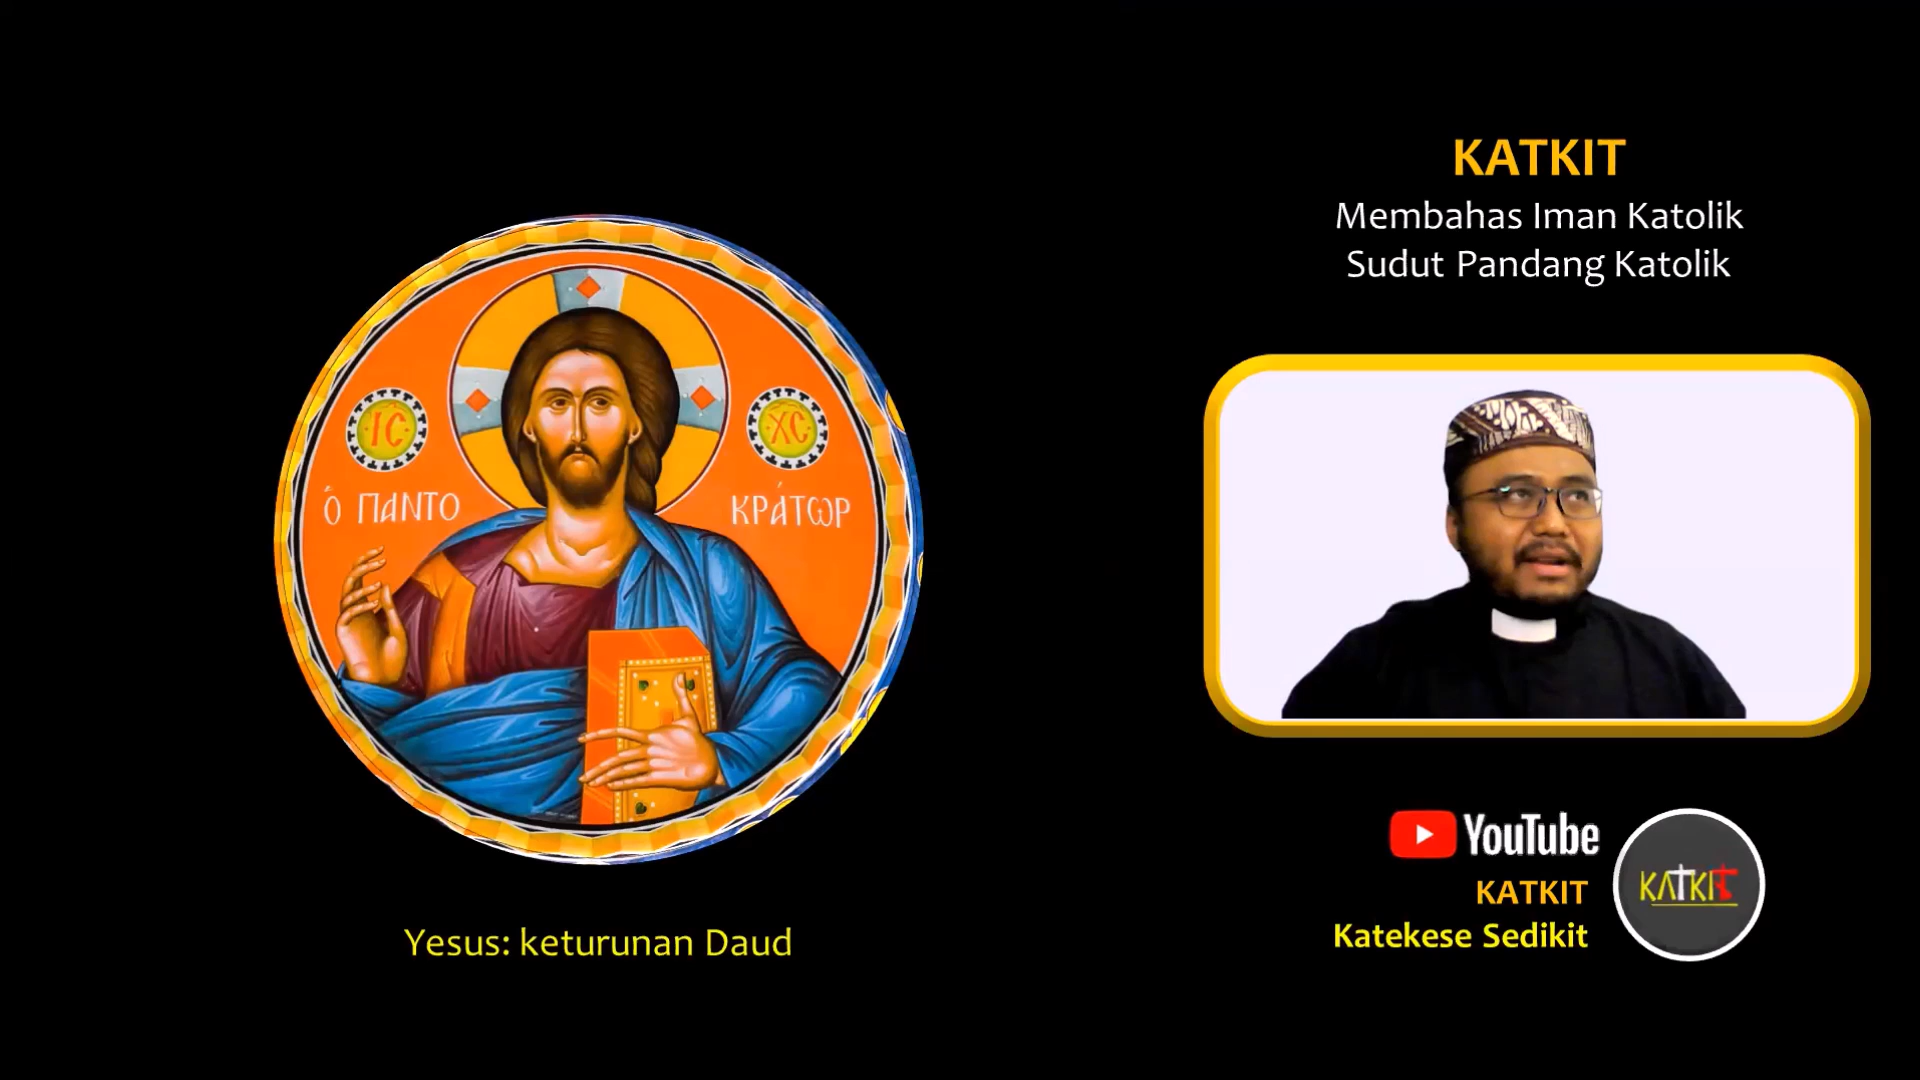 KATKIT
Membahas Iman Katolik
Sudut Pandang Katolik
IC
XC
Ὁ ΠΑΝΤΟ
ΚΡΆΤΩΡ
Yesus: keturunan Daud
YouTube
KATKIT
Katekese Sedikit
KATKIT